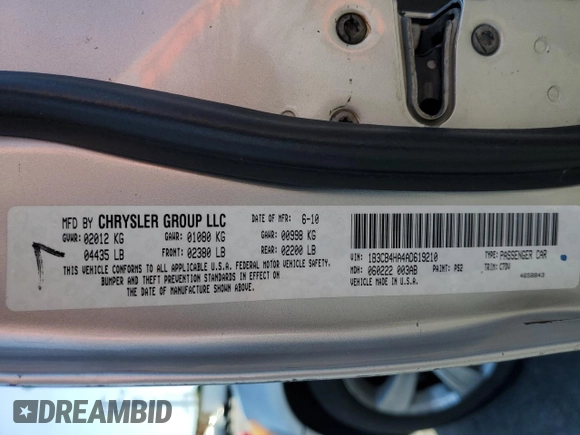 MFD BY CHRYSLER GROUP LLC DATE OF MFR: 6-10
GVWR: 02012 KG GAWR: 01080 KG GAWR: 00998 KG
04435 LB FRONT: 02380 LB REAR: 02200 LB
THIS VEHICLE CONFORMS TO ALL APPLICABLE U.S.A. FEDERAL MOTOR VEHICLE SAFETY,
BUMPER AND THEFT PREVENTION STANDARDS IN EFFECT ON
THE DATE OF MANUFACTURE SHOWN ABOVE.
VIN: 1B3CB4HA4AD619210 TYPE: PASSENGER CAR
MDH: 060222 003AB PAINT: PS2 TRIM: C7DV
VEHICLE MADE IN U.S.A. 4658043
DREAMBID